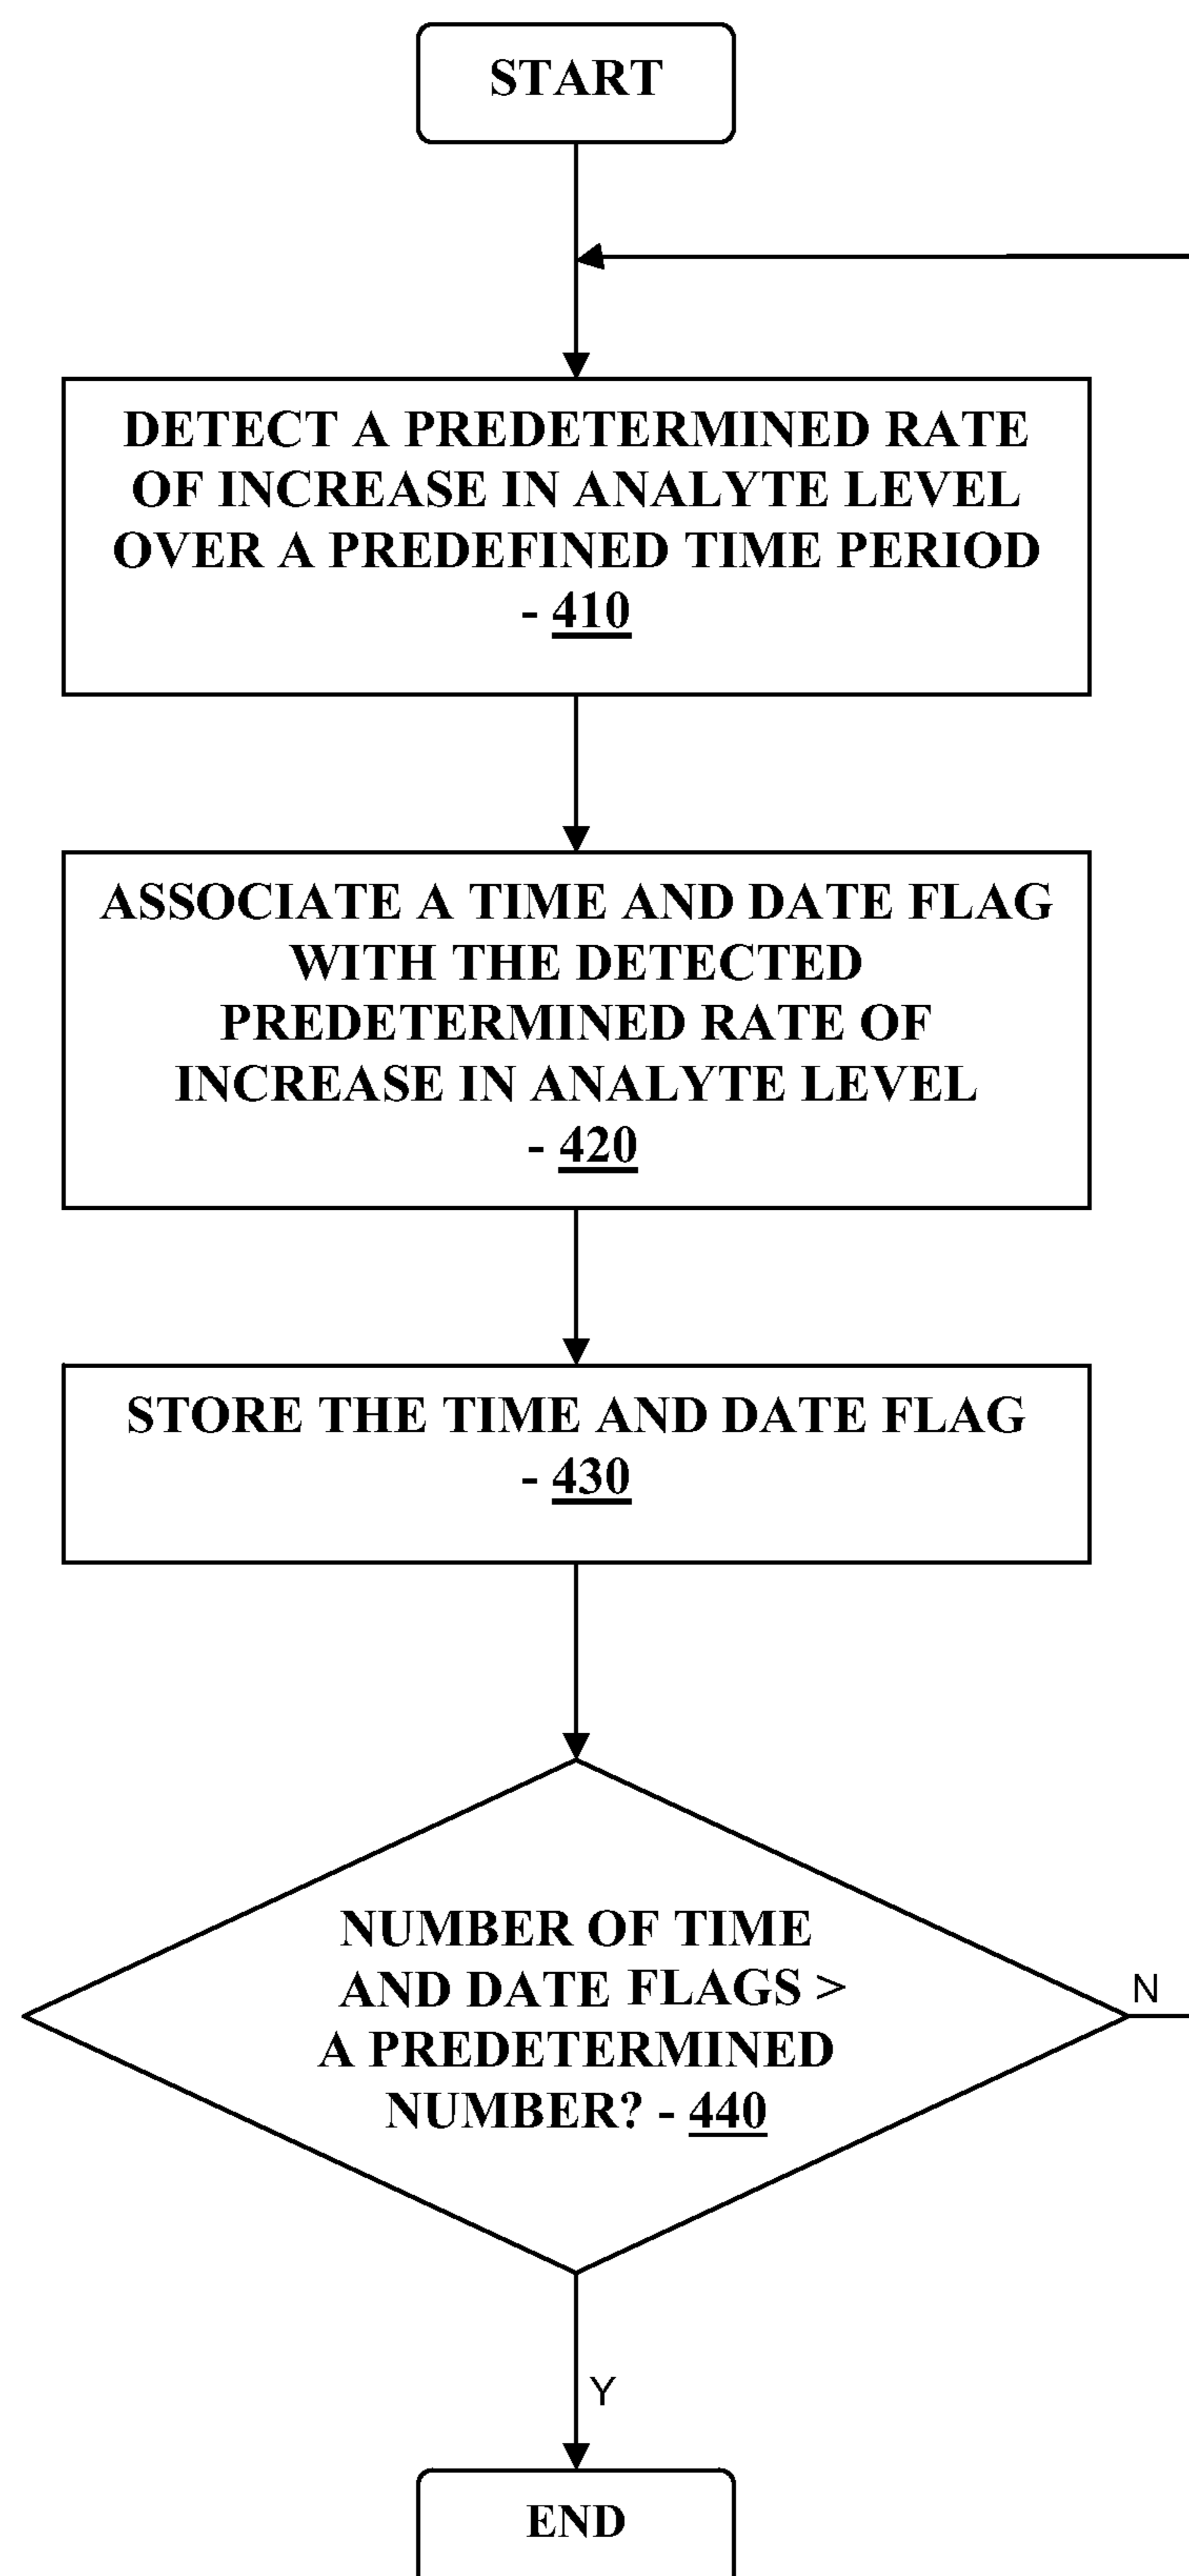 START
DETECT A PREDETERMINED RATE
OF INCREASE IN ANALYTE LEVEL
OVER A PREDEFINED TIME PERIOD
- 410
ASSOCIATE A TIME AND DATE FLAG
WITH THE DETECTED
PREDETERMINED RATE OF
INCREASE IN ANALYTE LEVEL
- 420
STORE THE TIME AND DATE FLAG
- 430
NUMBER OF TIME
AND DATE FLAGS >
A PREDETERMINED
NUMBER? - 440
N
Y
END